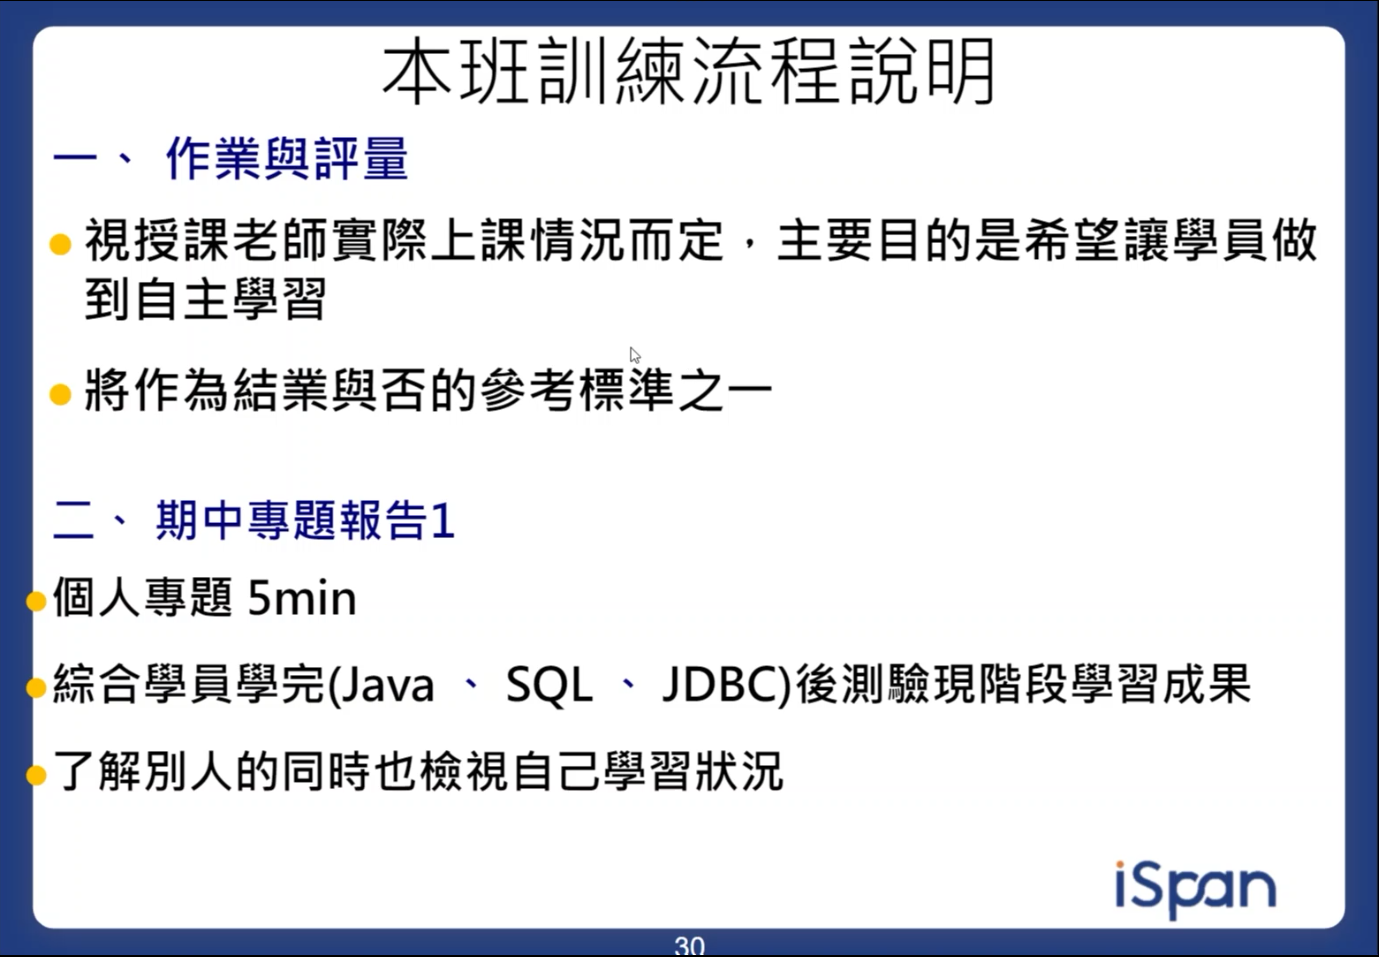 本班訓練流程說明
一、 作業與評量
視授課老師實際上課情況而定，主要目的是希望讓學員做
到自主學習
將作為結業與否的參考標準之一
二、 期中專題報告1
個人專題 5min
綜合學員學完(Java 、 SQL 、 JDBC)後測驗現階段學習成果
了解別人的同時也檢視自己學習狀況
iSpan
30